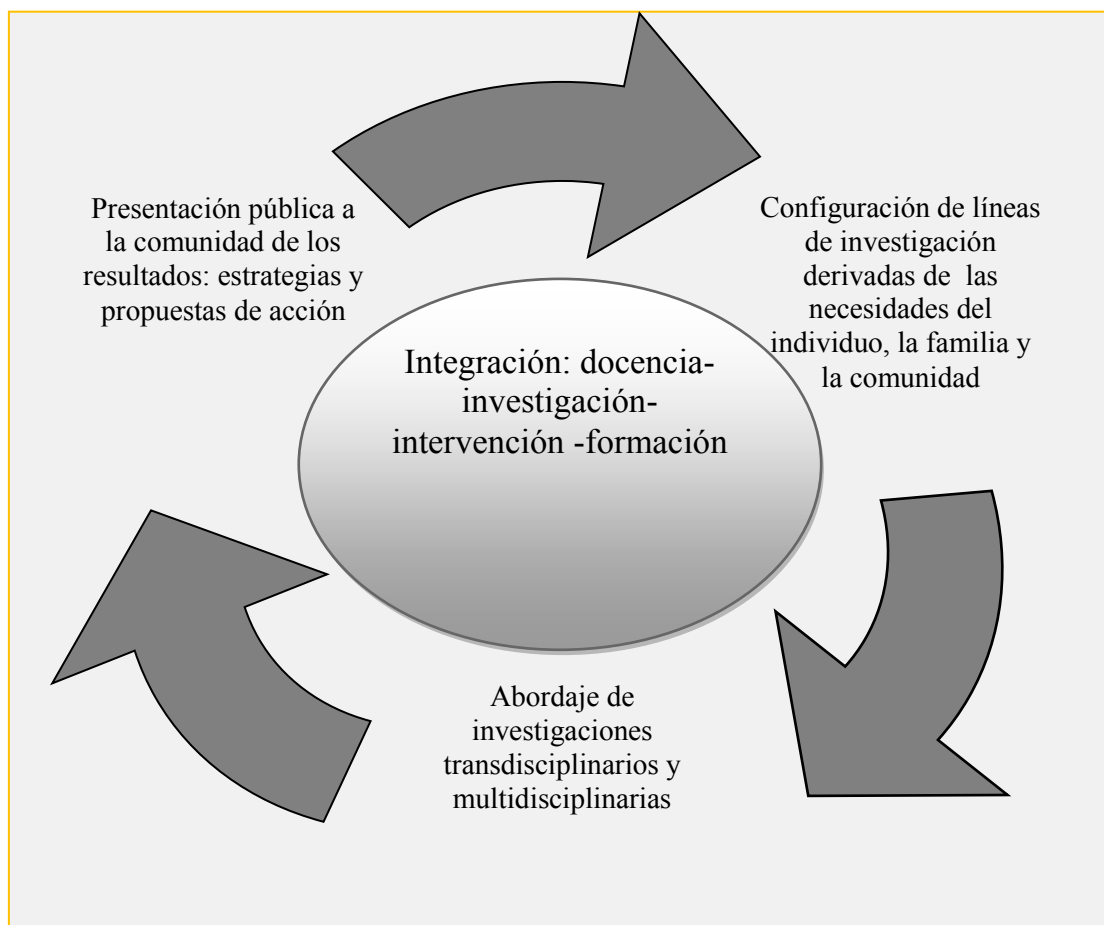 Presentación pública a
la comunidad de los
resultados: estrategias y
propuestas de acción
Configuración de líneas
de investigación
derivadas de  las
necesidades del
individuo, la familia y
la comunidad
Integración: docencia-
investigación-
intervención -formación
Abordaje de
investigaciones
transdisciplinarios y
multidisciplinarias